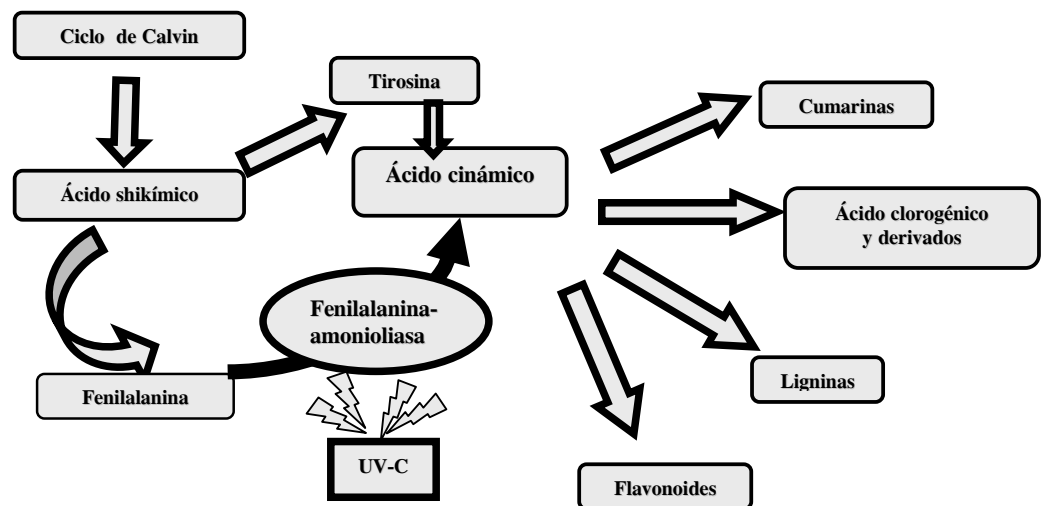 Ciclo de Calvin
Tirosina
Cumarinas
Ácido shikímico
Ácido cinámico
Ácido clorogénico
y derivados
Fenilalanina-
amonioliasa
Fenilalanina
Ligninas
UV-C
Flavonoides